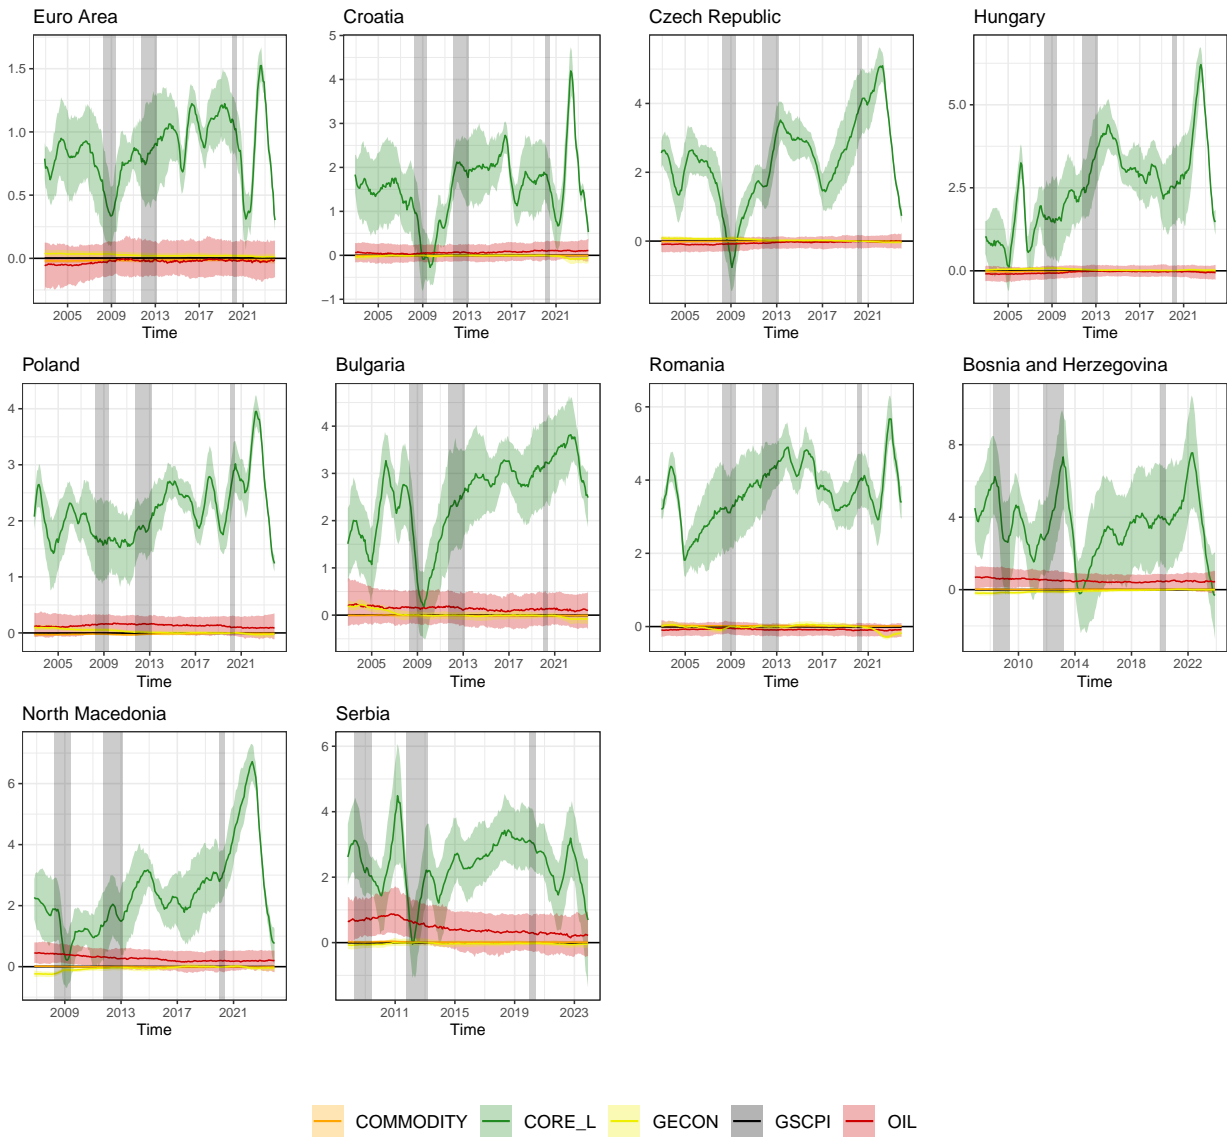 Euro Area
1.5
1.0
0.5
0.0
2005 2009 2013 2017 2021
Time
Croatia
5
4
3
2
1
0
−1
2005 2009 2013 2017 2021
Time
Czech Republic
4
2
0
2005 2009 2013 2017 2021
Time
Hungary
5.0
2.5
0.0
2005 2009 2013 2017 2021
Time
Poland
4
3
2
1
0
2005 2009 2013 2017 2021
Time
Bulgaria
4
3
2
1
0
2005 2009 2013 2017 2021
Time
Romania
6
4
2
0
2005 2009 2013 2017 2021
Time
Bosnia and Herzegovina
8
4
0
2010 2014 2018 2022
Time
North Macedonia
6
4
2
0
2009 2013 2017 2021
Time
Serbia
6
4
2
0
2011 2015 2019 2023
Time
COMMODITY CORE_L GECON GSCPI OIL